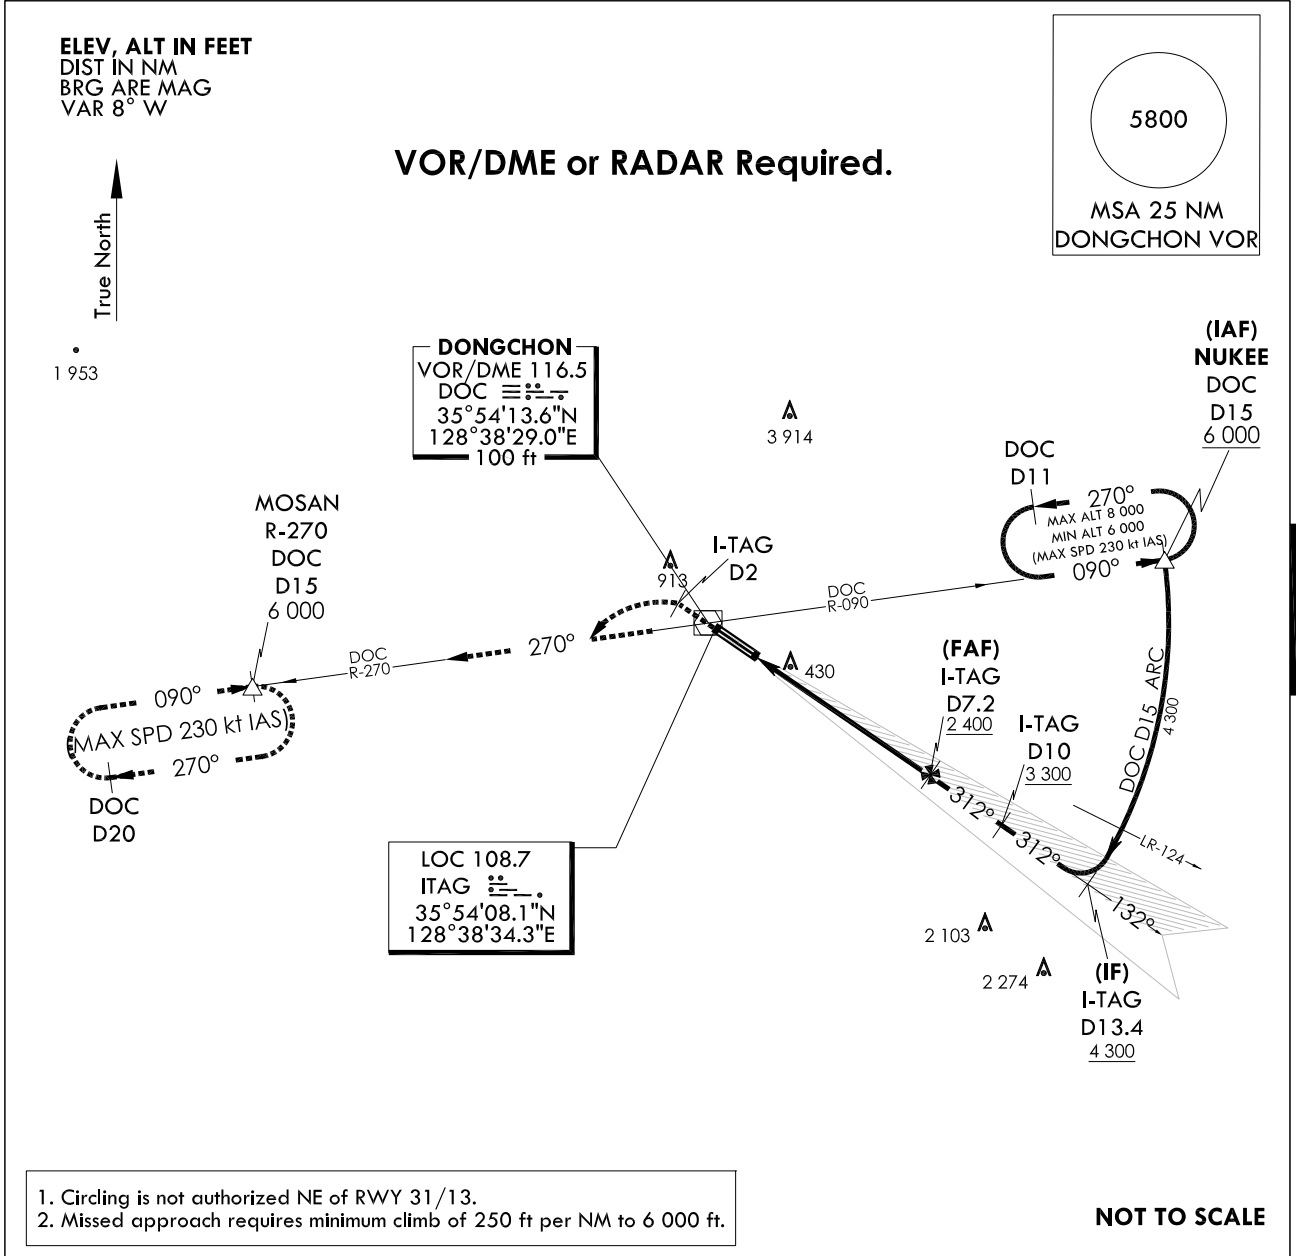 ELEV, ALT IN FEET
DIST IN NM
BRG ARE MAG
VAR 8° W
True North
VOR/DME or RADAR Required.
5800
MSA 25 NM
DONGCHON VOR
1 953
DONGCHON
VOR/DME 116.5
DOC
35°54'13.6"N
128°38'29.0"E
100 ft
3 914
(IAF)
NUKEE
DOC
D15
6 000
DOC
D11
270°
MAX ALT 8 000
MIN ALT 6 000
(MAX SPD 230 kt IAS)
090°
MOSAN
R-270
DOC
D15
6 000
913
I-TAG
D2
DOC
R-090
270°
DOC
R-270
090°
MAX SPD 230 kt IAS)
270°
DOC
D20
430
(FAF)
I-TAG
D7.2
2 400
I-TAG
D10
3 300
DOC D15 ARC
4 300
312°
312°
LR-124
132°
LOC 108.7
ITAG
35°54'08.1"N
128°38'34.3"E
2 103
2 274
(IF)
I-TAG
D13.4
4 300
1. Circling is not authorized NE of RWY 31/13.
2. Missed approach requires minimum climb of 250 ft per NM to 6 000 ft.
NOT TO SCALE